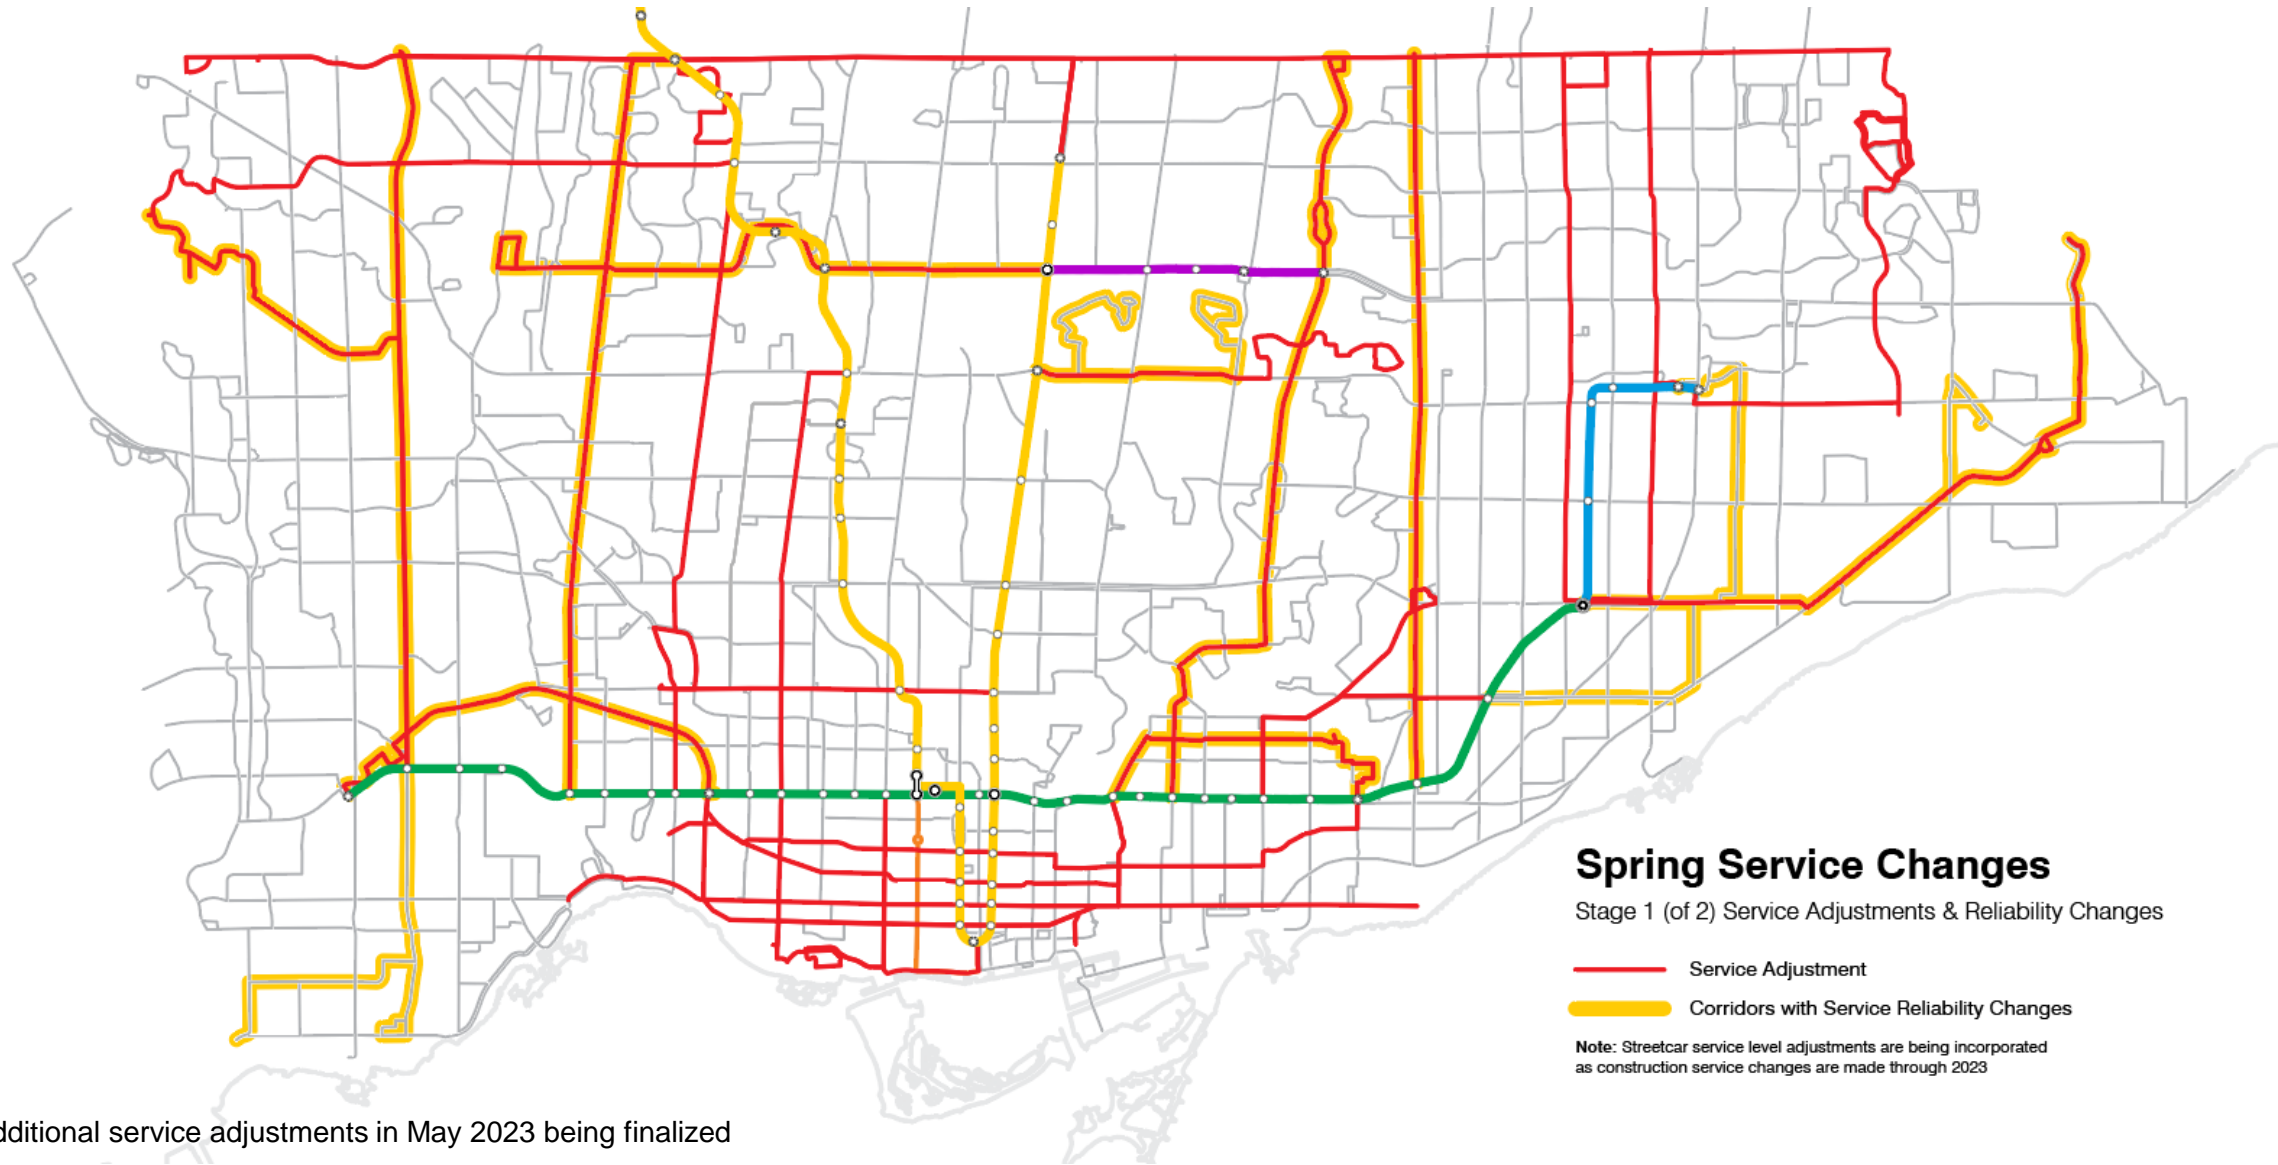 Spring Service Changes
Stage 1 (of 2) Service Adjustments & Reliability Changes
Service Adjustment
Corridors with Service Reliability Changes
Note: Streetcar service level adjustments are being incorporated
as construction service changes are made through 2023
dditional service adjustments in May 2023 being finalized